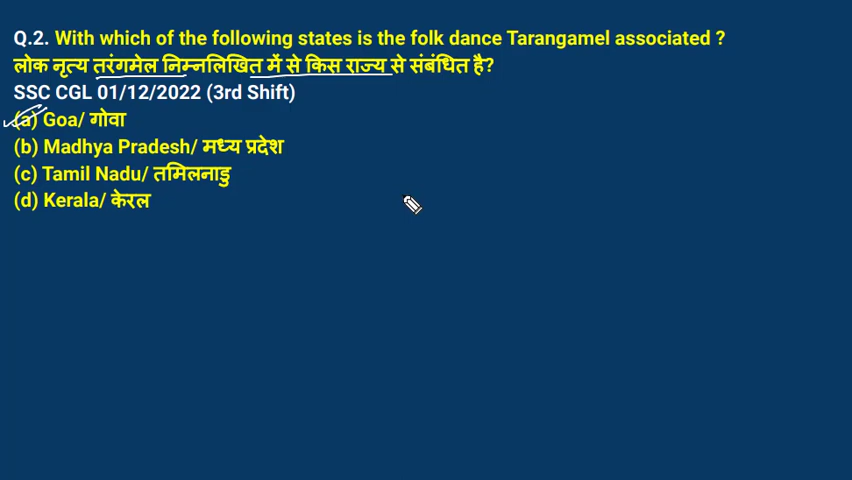 Q.2. With which of the following states is the folk dance Tarangamel associated ?
लोक नृत्य तरंगमेल निम्नलिखित में से किस राज्य से संबंधित है?
SSC CGL 01/12/2022 (3rd Shift)
(a) Goa/ गोवा
(b) Madhya Pradesh/ मध्य प्रदेश
(c) Tamil Nadu/ तमिलनाडु
(d) Kerala/ केरल